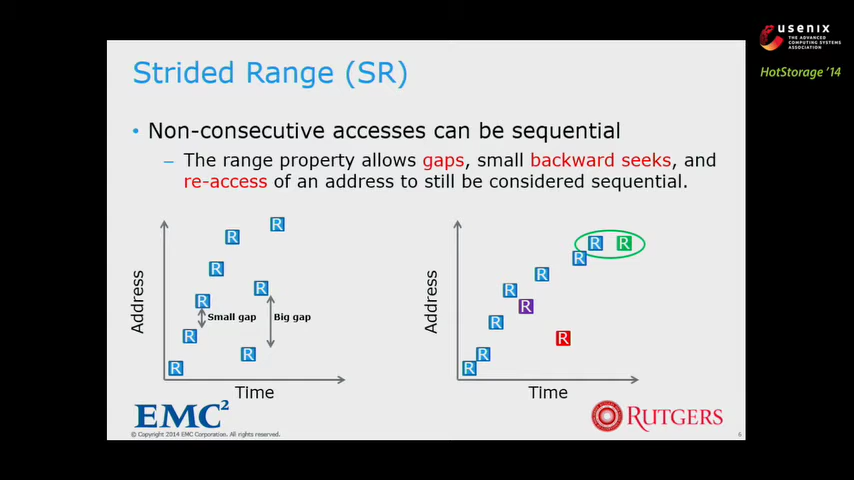 usenix
THE ADVANCED
COMPUTING SYSTEMS
ASSOCIATION
HotStorage '14
Strided Range (SR)
• Non-consecutive accesses can be sequential
– The range property allows gaps, small backward seeks, and
re-access of an address to still be considered sequential.
Address
R
R
R
R
R
R
R
R
Small gap
Big gap
Time
Address
R
R
R
R
R
R
R
R
R
R
R
Time
EMC²
© Copyright 2014 EMC Corporation. All rights reserved.
RUTGERS
6